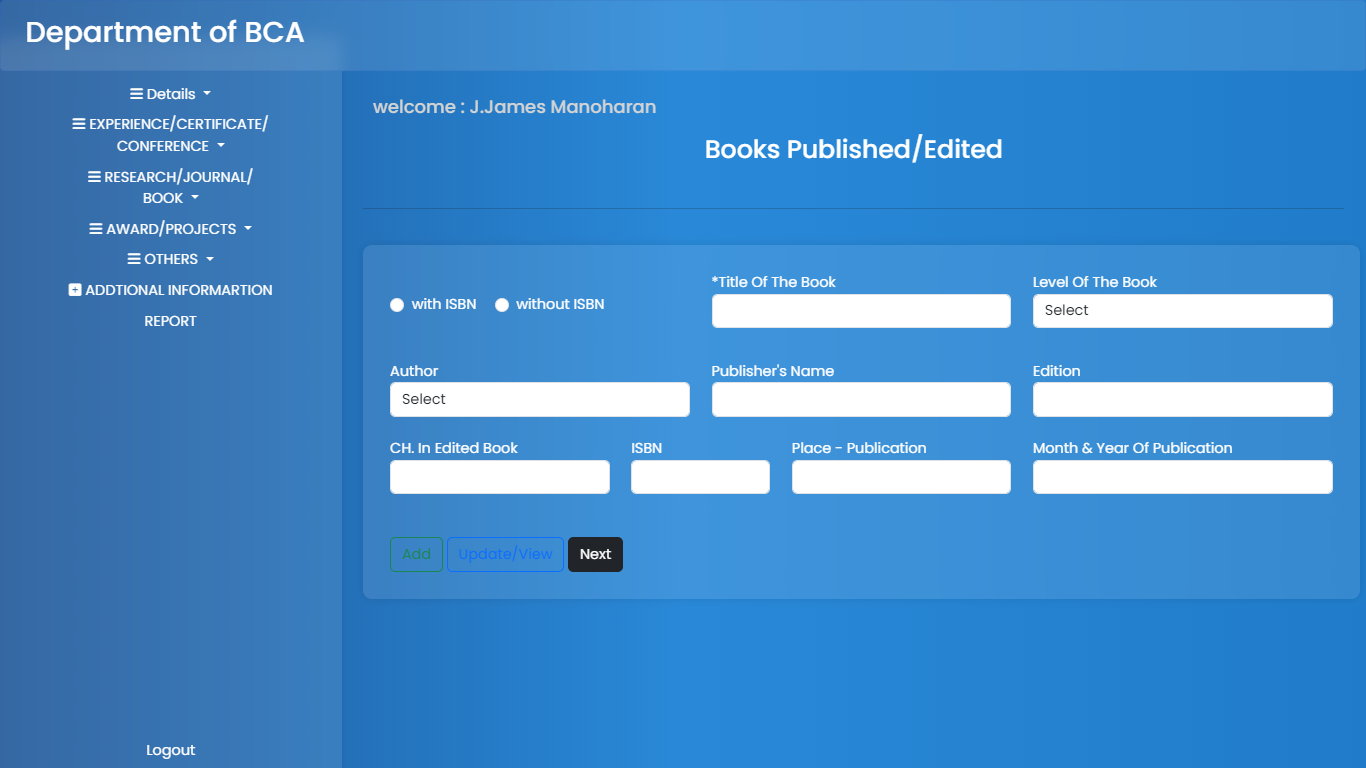 Department of BCA
Details
EXPERIENCE/CERTIFICATE/
CONFERENCE
RESEARCH/JOURNAL/
BOOK
AWARD/PROJECTS
OTHERS
ADDTIONAL INFORMARTION
REPORT
Logout
welcome : J.James Manoharan
Books Published/Edited
with ISBN without ISBN
*Title Of The Book
Level Of The Book
Select
Author
Select
Publisher's Name
Edition
CH. In Edited Book
ISBN
Place - Publication
Month & Year Of Publication
Add Update/View Next